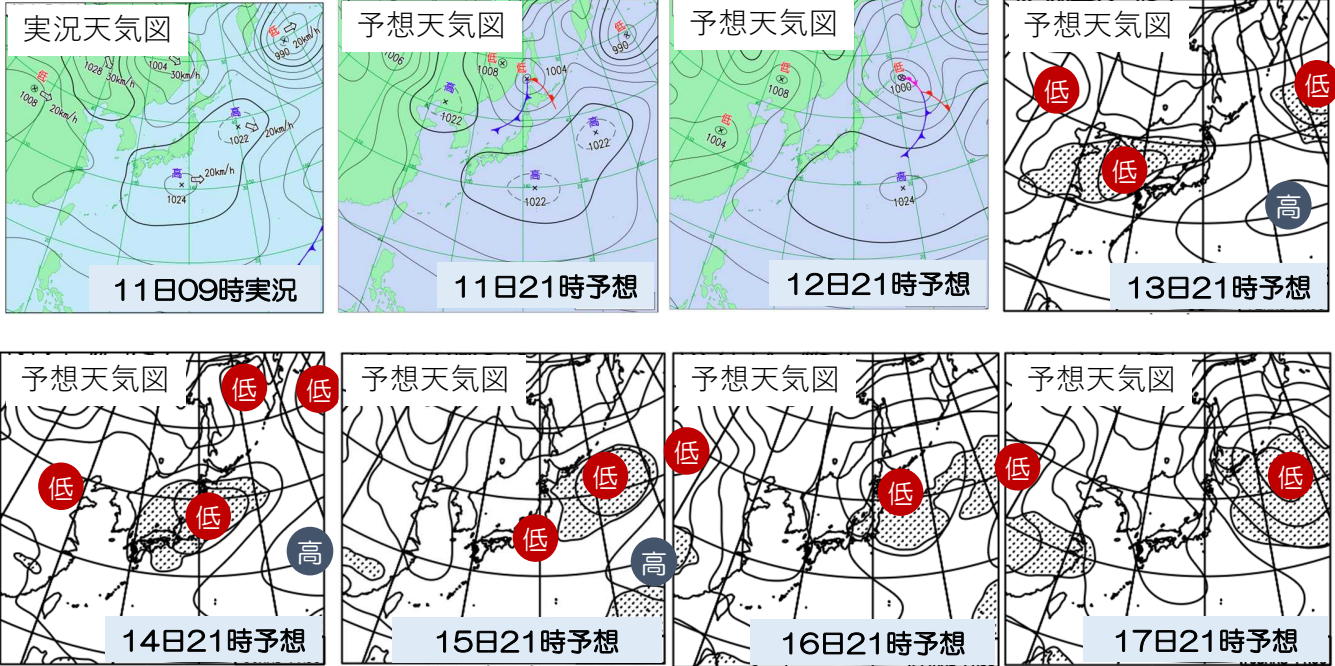 実況天気図
低
990 20km/h
1028 30km/h
1004
30km/h
低
1008 20km/h
高
1022 20km/h
高
20km/h
1024
11日09時実況
予想天気図
1006
低
1008
低
1004
低
990
高
1022
高
1022
高
1022
11日21時予想
予想天気図
低
1008
低
1000
低
1004
高
1024
12日21時予想
予想天気図
低
低
低
高
13日21時予想
予想天気図
低
低
低
低
高
14日21時予想
予想天気図
低
低
高
15日21時予想
予想天気図
低
低
16日21時予想
予想天気図
低
低
17日21時予想